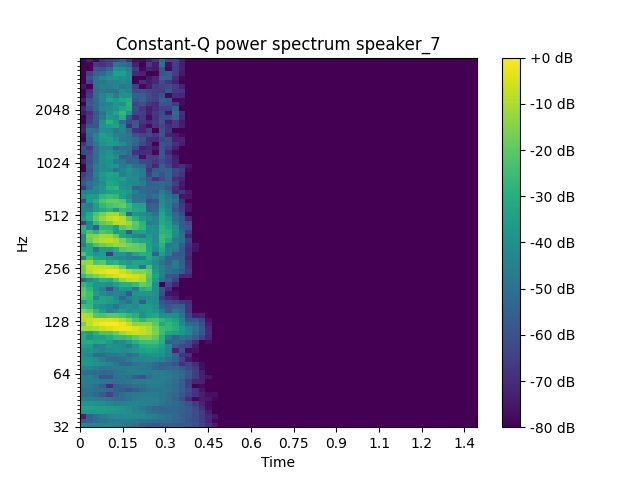 Constant-Q power spectrum speaker_7
+0 dB
2048
-10 dB
1024
-20 dB
512
-30 dB
Hz
-40 dB
256
-50 dB
128
-60 dB
64
-70 dB
32
-80 dB
0 0.15 0.3 0.45 0.6 0.75 0.9 1.1 1.2 1.4
Time